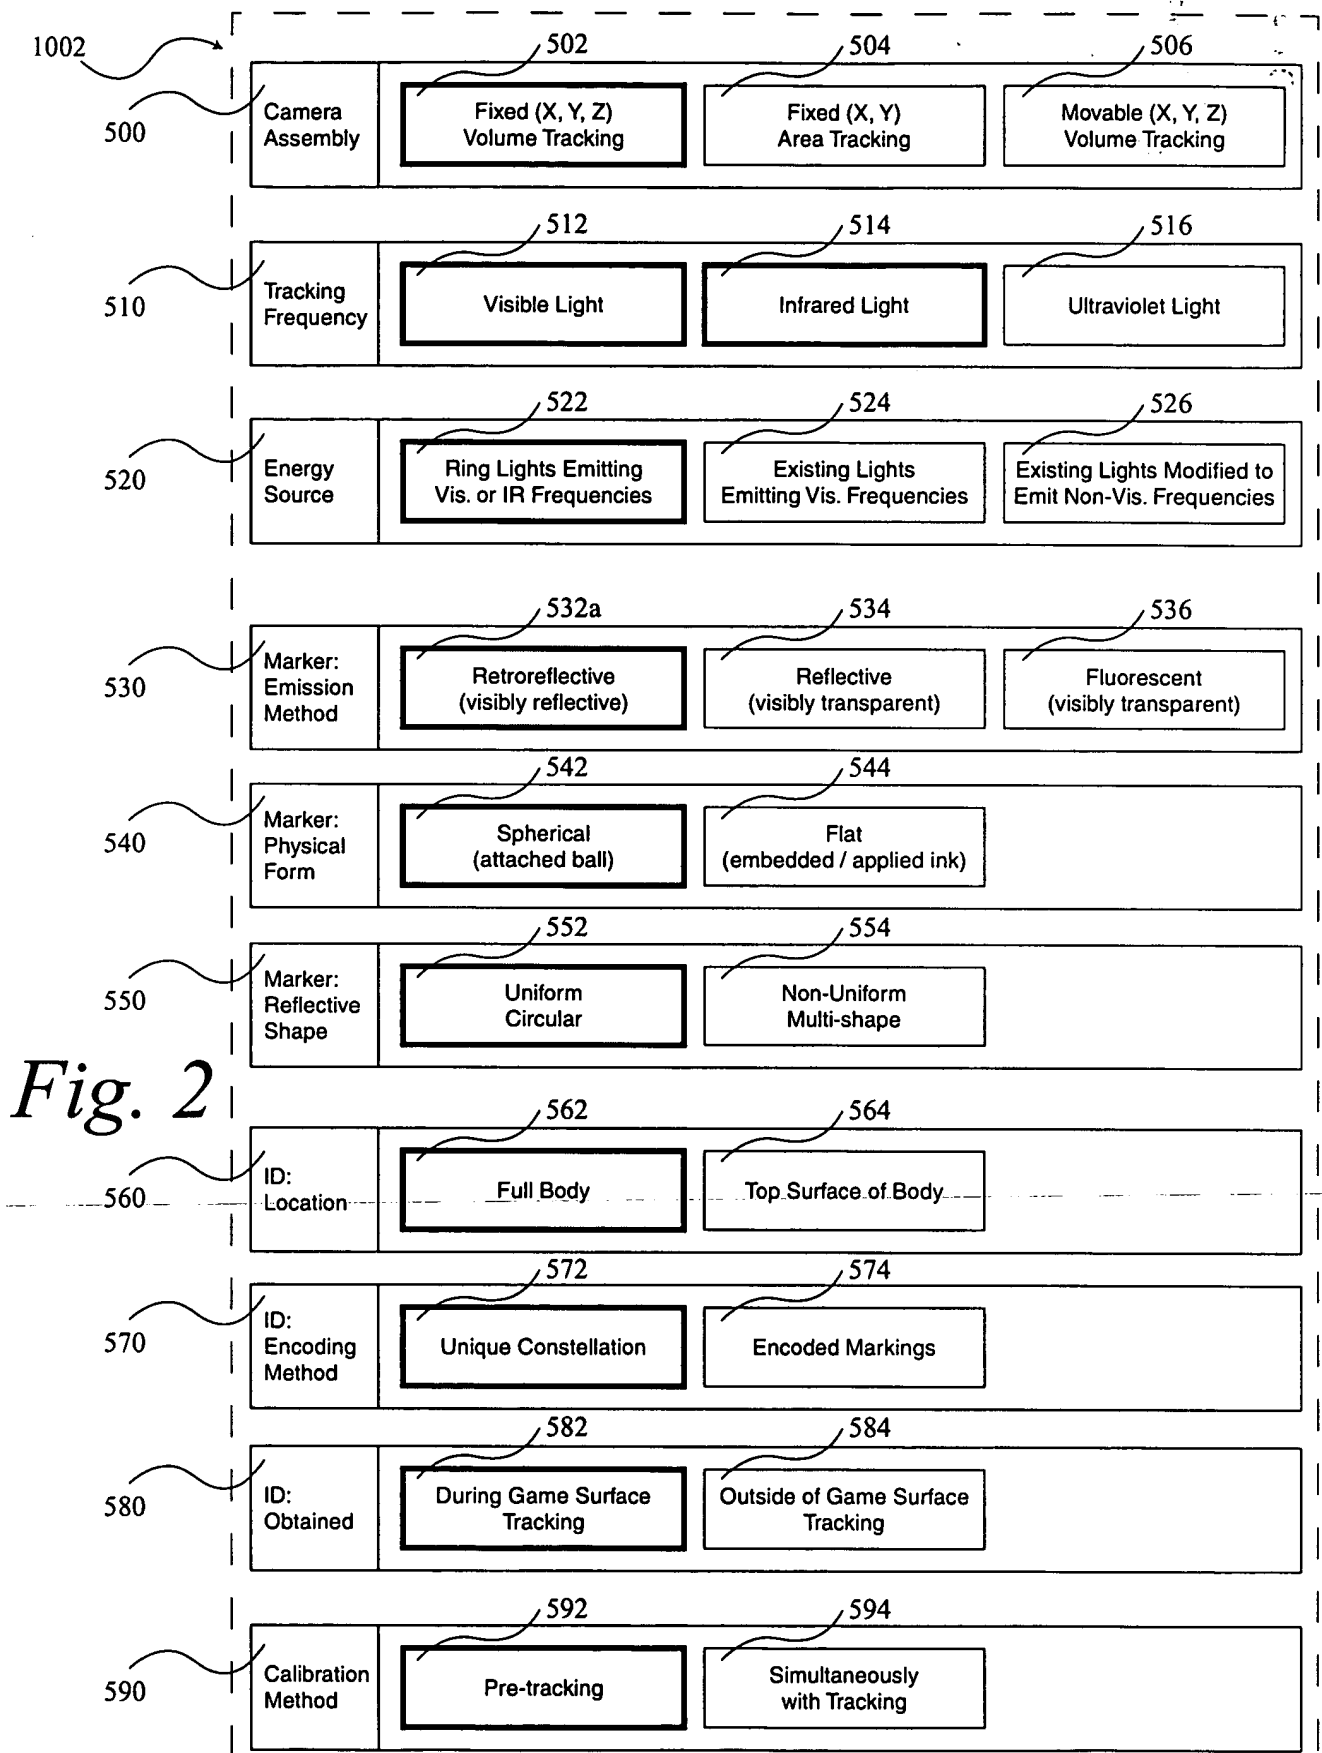 1002
500
Camera
Assembly
502
Fixed (X, Y, Z)
Volume Tracking
504
Fixed (X, Y)
Area Tracking
506
Movable (X, Y, Z)
Volume Tracking
510
Tracking
Frequency
512
Visible Light
514
Infrared Light
516
Ultraviolet Light
520
Energy
Source
522
Ring Lights Emitting
Vis. or IR Frequencies
524
Existing Lights
Emitting Vis. Frequencies
526
Existing Lights Modified to
Emit Non-Vis. Frequencies
530
Marker:
Emission
Method
532a
Retroreflective
(visibly reflective)
534
Reflective
(visibly transparent)
536
Fluorescent
(visibly transparent)
540
Marker:
Physical
Form
542
Spherical
(attached ball)
544
Flat
(embedded / applied ink)
550
Marker:
Reflective
Shape
552
Uniform
Circular
554
Non-Uniform
Multi-shape
Fig. 2
560
ID:
Location
562
Full Body
564
Top Surface of Body
570
ID:
Encoding
Method
572
Unique Constellation
574
Encoded Markings
580
ID:
Obtained
582
During Game Surface
Tracking
584
Outside of Game Surface
Tracking
590
Calibration
Method
592
Pre-tracking
594
Simultaneously
with Tracking